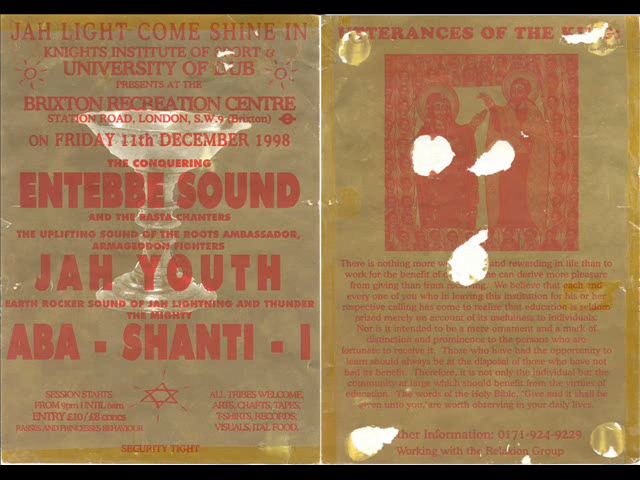 JAH LIGHT COME SHINE IN
KNIGHTS INSTITUTE OF SPORT &
UNIVERSITY OF DUB
PRESENTS AT THE
BRIXTON RECREATION CENTRE
STATION ROAD, LONDON, S.W.9 (Brixton)
ON FRIDAY 11th DECEMBER 1998
THE CONQUERING
ENTEBBE SOUND
AND THE RASTA CHANTERS
THE UPLIFTING SOUND OF THE ROOTS AMBASSADOR,
ARMAGEDDON FIGHTERS
JAH YOUTH
EARTH ROCKER SOUND OF JAH LIGHTNING AND THUNDER
THE MIGHTY
ABA - SHANTI - I
SESSION STARTS
FROM 9pm UNTIL 6am
ENTRY £10 / £8 concs
RASSES AND PRINCESSES BEHAVIOUR
ALL TRIBES WELCOME,
ARTS, CRAFTS, TAPES,
T-SHIRTS, RECORDS,
VISUALS, ITAL FOOD.
SECURITY TIGHT
UTTERANCES OF THE KING:
There is nothing more and rewarding in life than to
work for the benefit of can derive more pleasure
from giving than from receiving. We believe that each and
every one of you who in leaving this institution for his or her
respective calling has come to realise that education is seldom
prized merely on account of its usefulness to individuals.
Nor is it intended to be a mere ornament and a mark of
distinction and prominence to the persons who are
fortunate to receive it. Those who have had the opportunity to
learn should always be at the disposal of those who have not
had its benefit. Therefore, it is not only the individual but the
community at large which should benefit from the virtues of
education. The words of the Holy Bible, "Give and it shall be
given unto you," are worth observing in your daily lives.
ther Information: 0171-924-9229
Working with the Relation Group